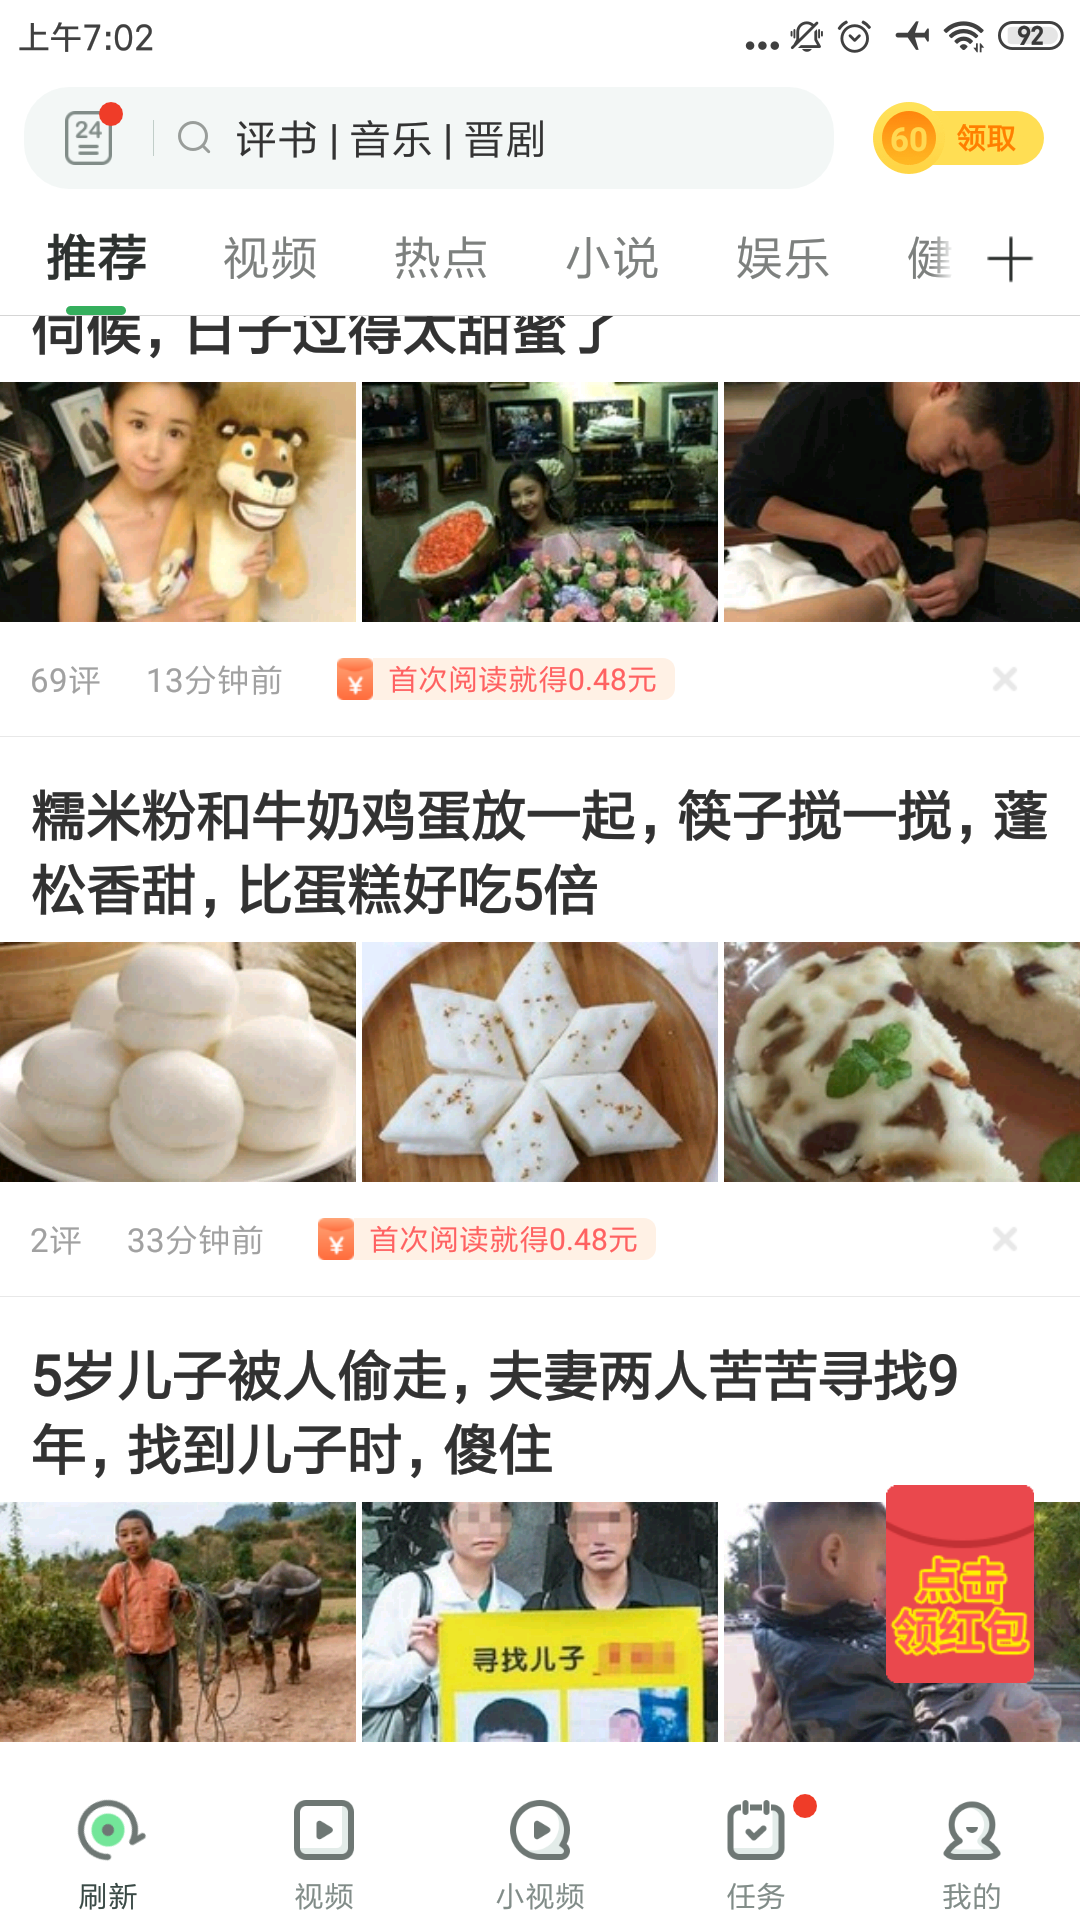 上午7:02
92
24
评书 | 音乐 | 晋剧
60 领取
推荐 视频 热点 小说 娱乐 健
伺候，日子过得太甜蜜了
69评 13分钟前 ¥ 首次阅读就得0.48元
糯米粉和牛奶鸡蛋放一起，筷子搅一搅，蓬
松香甜，比蛋糕好吃5倍
2评 33分钟前 ¥ 首次阅读就得0.48元
5岁儿子被人偷走，夫妻两人苦苦寻找9
年，找到儿子时，傻住
寻找儿子
点击
领红包
刷新 视频 小视频 任务 我的